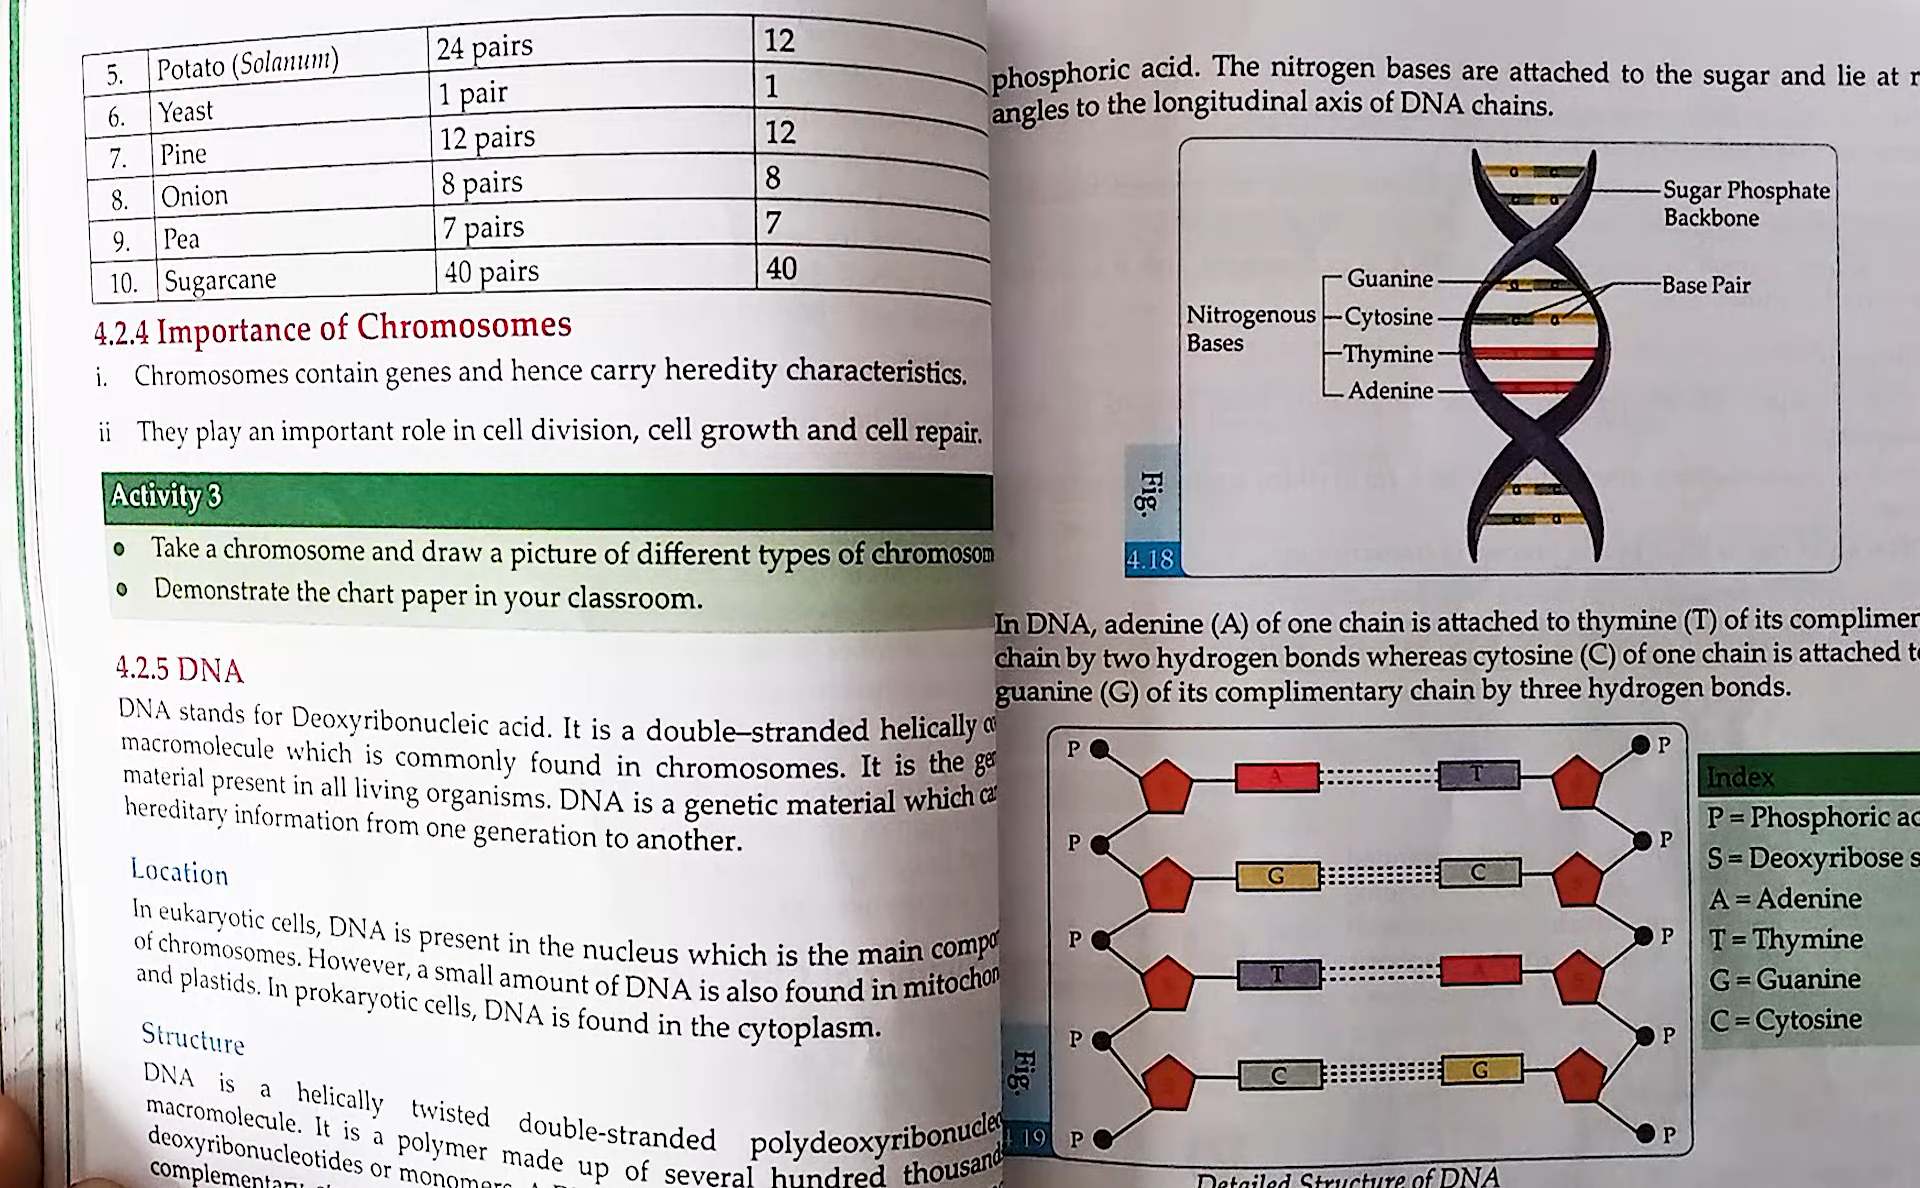 5. Potato (Solanum) 24 pairs 12
6. Yeast 1 pair 1
7. Pine 12 pairs 12
8. Onion 8 pairs 8
9. Pea 7 pairs 7
10. Sugarcane 40 pairs 40
4.2.4 Importance of Chromosomes
i. Chromosomes contain genes and hence carry heredity characteristics.
ii They play an important role in cell division, cell growth and cell repair.
Activity 3
Take a chromosome and draw a picture of different types of chromosom
Demonstrate the chart paper in your classroom.
4.2.5 DNA
DNA stands for Deoxyribonucleic acid. It is a double–stranded helically
macromolecule which is commonly found in chromosomes. It is the
material present in all living organisms. DNA is a genetic material which
hereditary information from one generation to another.
Location
In eukaryotic cells, DNA is present in the nucleus which is the main compo
of chromosomes. However, a small amount of DNA is also found in mitochon
and plastids. In prokaryotic cells, DNA is found in the cytoplasm.
Structure
DNA is a helically twisted double-stranded polydeoxyribonucleo
macromolecule. It is a polymer made up of several hundred thousand
deoxyribonucleotides or monomers.
phosphoric acid. The nitrogen bases are attached to the sugar and lie at r
angles to the longitudinal axis of DNA chains.
Sugar Phosphate
Backbone
Guanine
Base Pair
Nitrogenous
Bases
Cytosine
Thymine
Adenine
Fig.
4.18
In DNA, adenine (A) of one chain is attached to thymine (T) of its complimen
chain by two hydrogen bonds whereas cytosine (C) of one chain is attached to
guanine (G) of its complimentary chain by three hydrogen bonds.
P P
A T
P P
G C
P P
T A
P P
C G
P P
Index
P = Phosphoric ac
S = Deoxyribose s
A = Adenine
T = Thymine
G = Guanine
C = Cytosine
Fig.
4.19
Detailed Structure of DNA